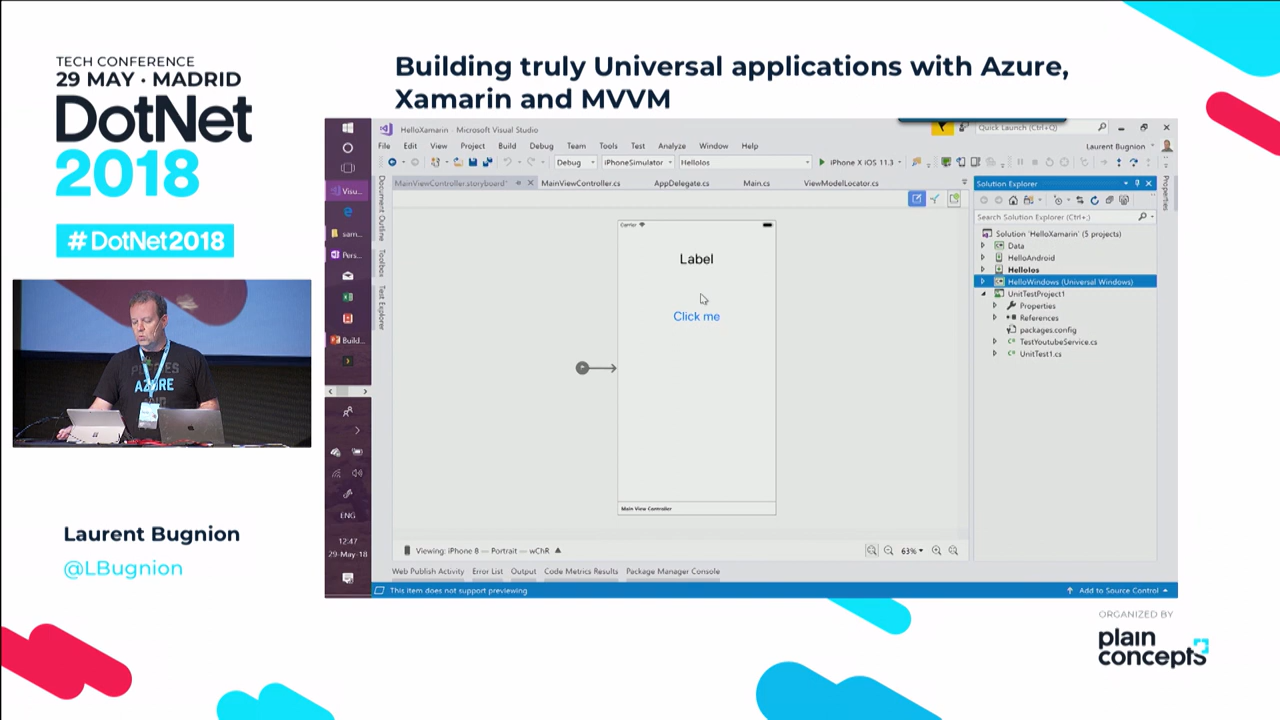 TECH CONFERENCE
29 MAY · MADRID
DotNet
2018
#DotNet2018
Building truly Universal applications with Azure,
Xamarin and MVVM
HelloXamarin - Microsoft Visual Studio
Quick Launch (Ctrl+Q)
File Edit View Project Build Debug Team Tools Test Analyze Window Help
Laurent Bugnion
Debug iPhoneSimulator HelloIos iPhone X iOS 11.3
MainViewController.storyboard* MainViewController.cs AppDelegate.cs Main.cs ViewModelLocator.cs
Document Outline
Toolbox
Test Explorer
Visu...
sam...
Pers...
Build...
ENG
12:47
29-May-18
Carrier
Label
Click me
Main View Controller
Viewing: iPhone 8 — Portrait — wChR
63%
Solution Explorer
Search Solution Explorer (Ctrl+;)
Solution 'HelloXamarin' (5 projects)
Data
HelloAndroid
HelloIos
HelloWindows (Universal Windows)
UnitTestProject1
Properties
References
packages.config
TestYoutubeService.cs
UnitTest1.cs
Properties
Web Publish Activity Error List Output Code Metrics Results Package Manager Console
This item does not support previewing
Add to Source Control
AZURE
Laurent Bugnion
@LBugnion
ORGANIZED BY
plain
concepts